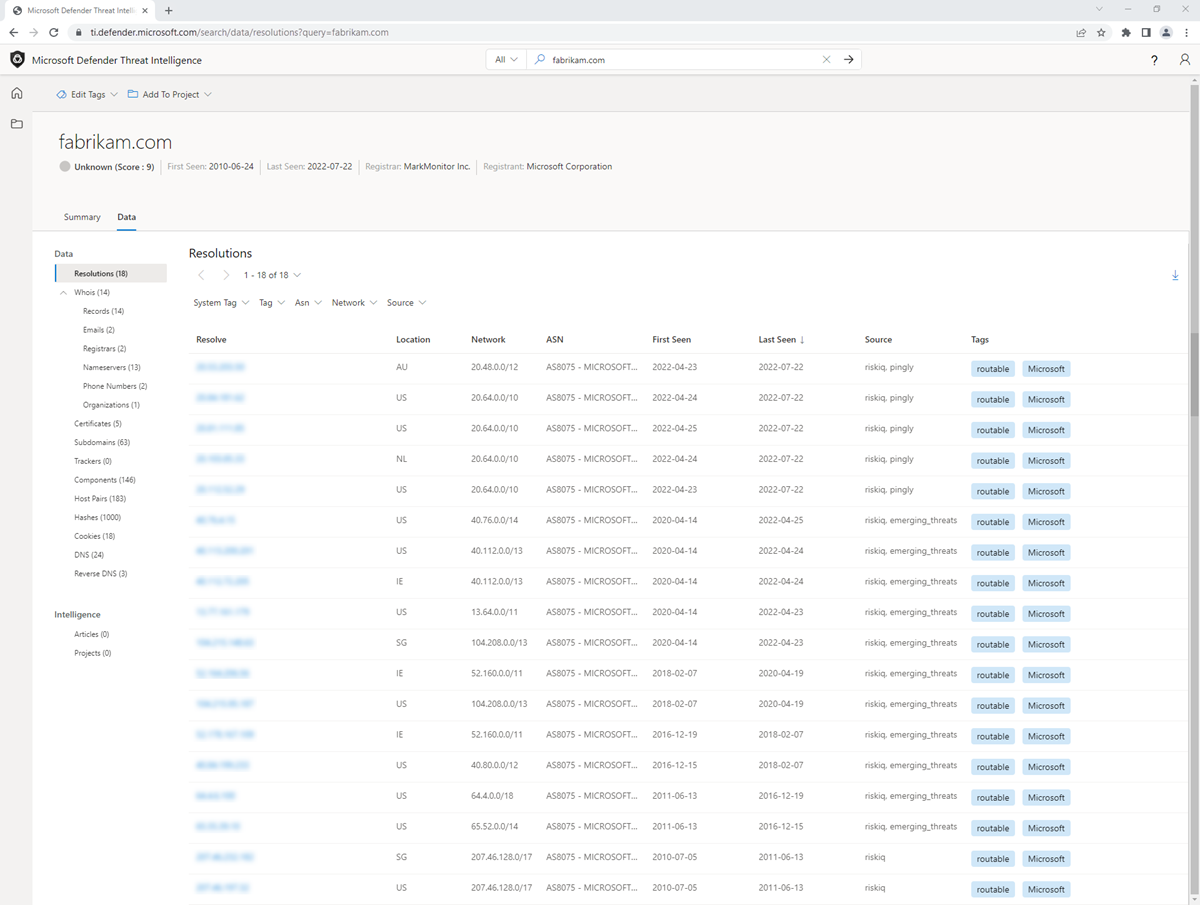 Microsoft Defender Threat Intelli
ti.defender.microsoft.com/search/data/resolutions?query=fabrikam.com
Microsoft Defender Threat Intelligence
All
fabrikam.com
Edit Tags
Add To Project
fabrikam.com
Unknown (Score : 9) First Seen: 2010-06-24 Last Seen: 2022-07-22 Registrar: MarkMonitor Inc. Registrant: Microsoft Corporation
Summary Data
Data
Resolutions (18)
Whois (14)
Records (14)
Emails (2)
Registrars (2)
Nameservers (13)
Phone Numbers (2)
Organizations (1)
Certificates (5)
Subdomains (63)
Trackers (0)
Components (146)
Host Pairs (183)
Hashes (1000)
Cookies (18)
DNS (24)
Reverse DNS (3)
Intelligence
Articles (0)
Projects (0)
Resolutions
1 - 18 of 18
System Tag Tag Asn Network Source
Resolve Location Network ASN First Seen Last Seen ↓ Source Tags
AU 20.48.0.0/12 AS8075 - MICROSOFT... 2022-04-23 2022-07-22 riskiq, pingly routable Microsoft
US 20.64.0.0/10 AS8075 - MICROSOFT... 2022-04-24 2022-07-22 riskiq, pingly routable Microsoft
US 20.64.0.0/10 AS8075 - MICROSOFT... 2022-04-25 2022-07-22 riskiq, pingly routable Microsoft
NL 20.64.0.0/10 AS8075 - MICROSOFT... 2022-04-24 2022-07-22 riskiq, pingly routable Microsoft
US 20.64.0.0/10 AS8075 - MICROSOFT... 2022-04-23 2022-07-22 riskiq, pingly routable Microsoft
US 40.76.0.0/14 AS8075 - MICROSOFT... 2020-04-14 2022-04-25 riskiq, emerging_threats routable Microsoft
US 40.112.0.0/13 AS8075 - MICROSOFT... 2020-04-14 2022-04-24 riskiq, emerging_threats routable Microsoft
IE 40.112.0.0/13 AS8075 - MICROSOFT... 2020-04-14 2022-04-24 riskiq, emerging_threats routable Microsoft
US 13.64.0.0/11 AS8075 - MICROSOFT... 2020-04-14 2022-04-23 riskiq, emerging_threats routable Microsoft
SG 104.208.0.0/13 AS8075 - MICROSOFT... 2020-04-14 2022-04-23 riskiq, emerging_threats routable Microsoft
IE 52.160.0.0/11 AS8075 - MICROSOFT... 2018-02-07 2020-04-19 riskiq, emerging_threats routable Microsoft
US 104.208.0.0/13 AS8075 - MICROSOFT... 2018-02-07 2020-04-19 riskiq, emerging_threats routable Microsoft
IE 52.160.0.0/11 AS8075 - MICROSOFT... 2016-12-19 2018-02-07 riskiq, emerging_threats routable Microsoft
US 40.80.0.0/12 AS8075 - MICROSOFT... 2016-12-15 2018-02-07 riskiq, emerging_threats routable Microsoft
US 64.4.0.0/18 AS8075 - MICROSOFT... 2011-06-13 2016-12-19 riskiq, emerging_threats routable Microsoft
US 65.52.0.0/14 AS8075 - MICROSOFT... 2011-06-13 2016-12-15 riskiq, emerging_threats routable Microsoft
SG 207.46.128.0/17 AS8075 - MICROSOFT... 2010-07-05 2011-06-13 riskiq routable Microsoft
US 207.46.128.0/17 AS8075 - MICROSOFT... 2010-07-05 2011-06-13 riskiq routable Microsoft